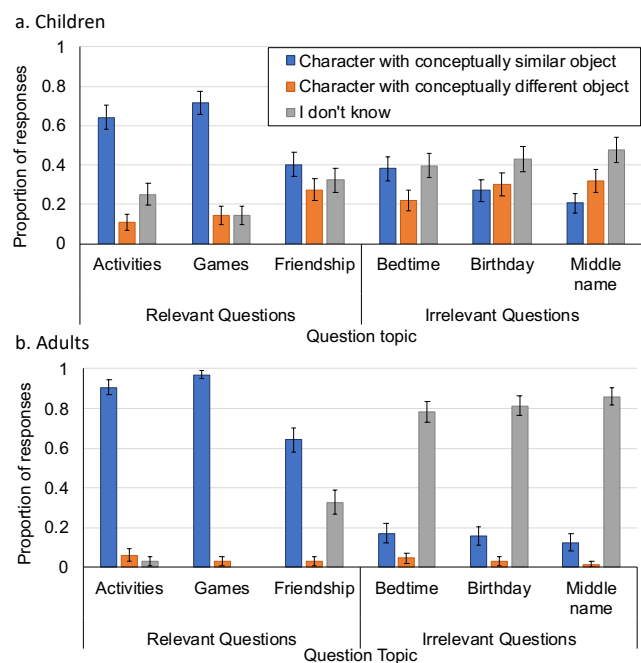 a. Children
Proportion of responses
1
0.8
0.6
0.4
0.2
0
Character with conceptually similar object
Character with conceptually different object
I don't know
Activities Games Friendship Bedtime Birthday Middle
name
Relevant Questions Irrelevant Questions
Question topic
b. Adults
Proportion of responses
1
0.8
0.6
0.4
0.2
0
Activities Games Friendship Bedtime Birthday Middle
name
Relevant Questions Irrelevant Questions
Question Topic